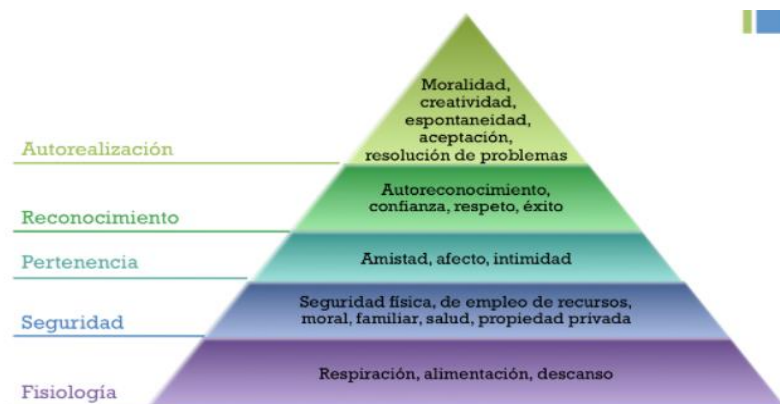 Moralidad,
creatividad,
espontaneidad,
aceptación,
resolución de problemas
Autorealización
Autoreconocimiento,
confianza, respeto, éxito
Reconocimiento
Amistad, afecto, intimidad
Pertenencia
Seguridad física, de empleo de recursos,
moral, familiar, salud, propiedad privada
Seguridad
Respiración, alimentación, descanso
Fisiología